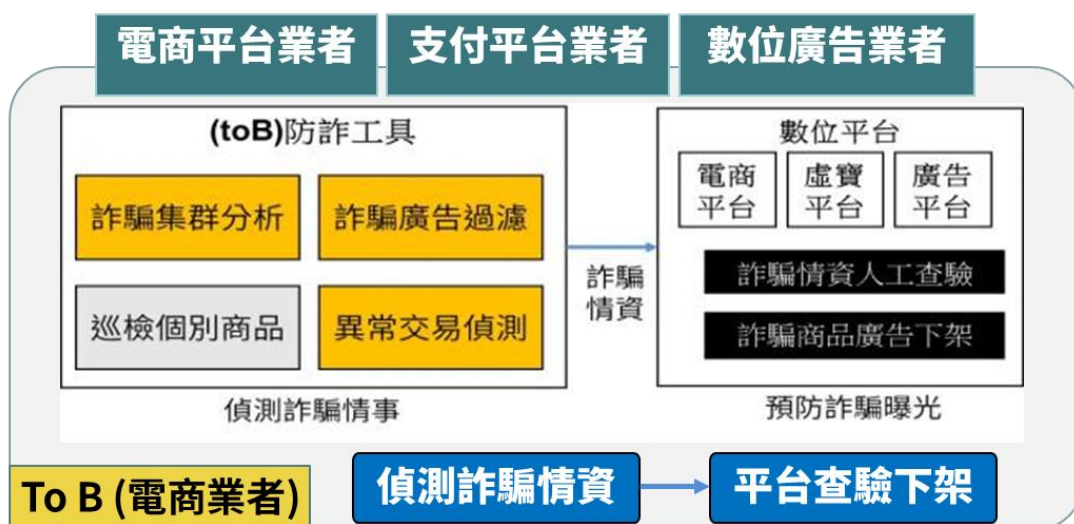 電商平台業者
支付平台業者
數位廣告業者
(toB)防詐工具
詐騙集群分析
詐騙廣告過濾
巡檢個別商品
異常交易偵測
偵測詐騙情事
詐騙
情資
數位平台
電商
平台
虛寶
平台
廣告
平台
詐騙情資人工查驗
詐騙商品廣告下架
預防詐騙曝光
To B (電商業者)
偵測詐騙情資
平台查驗下架